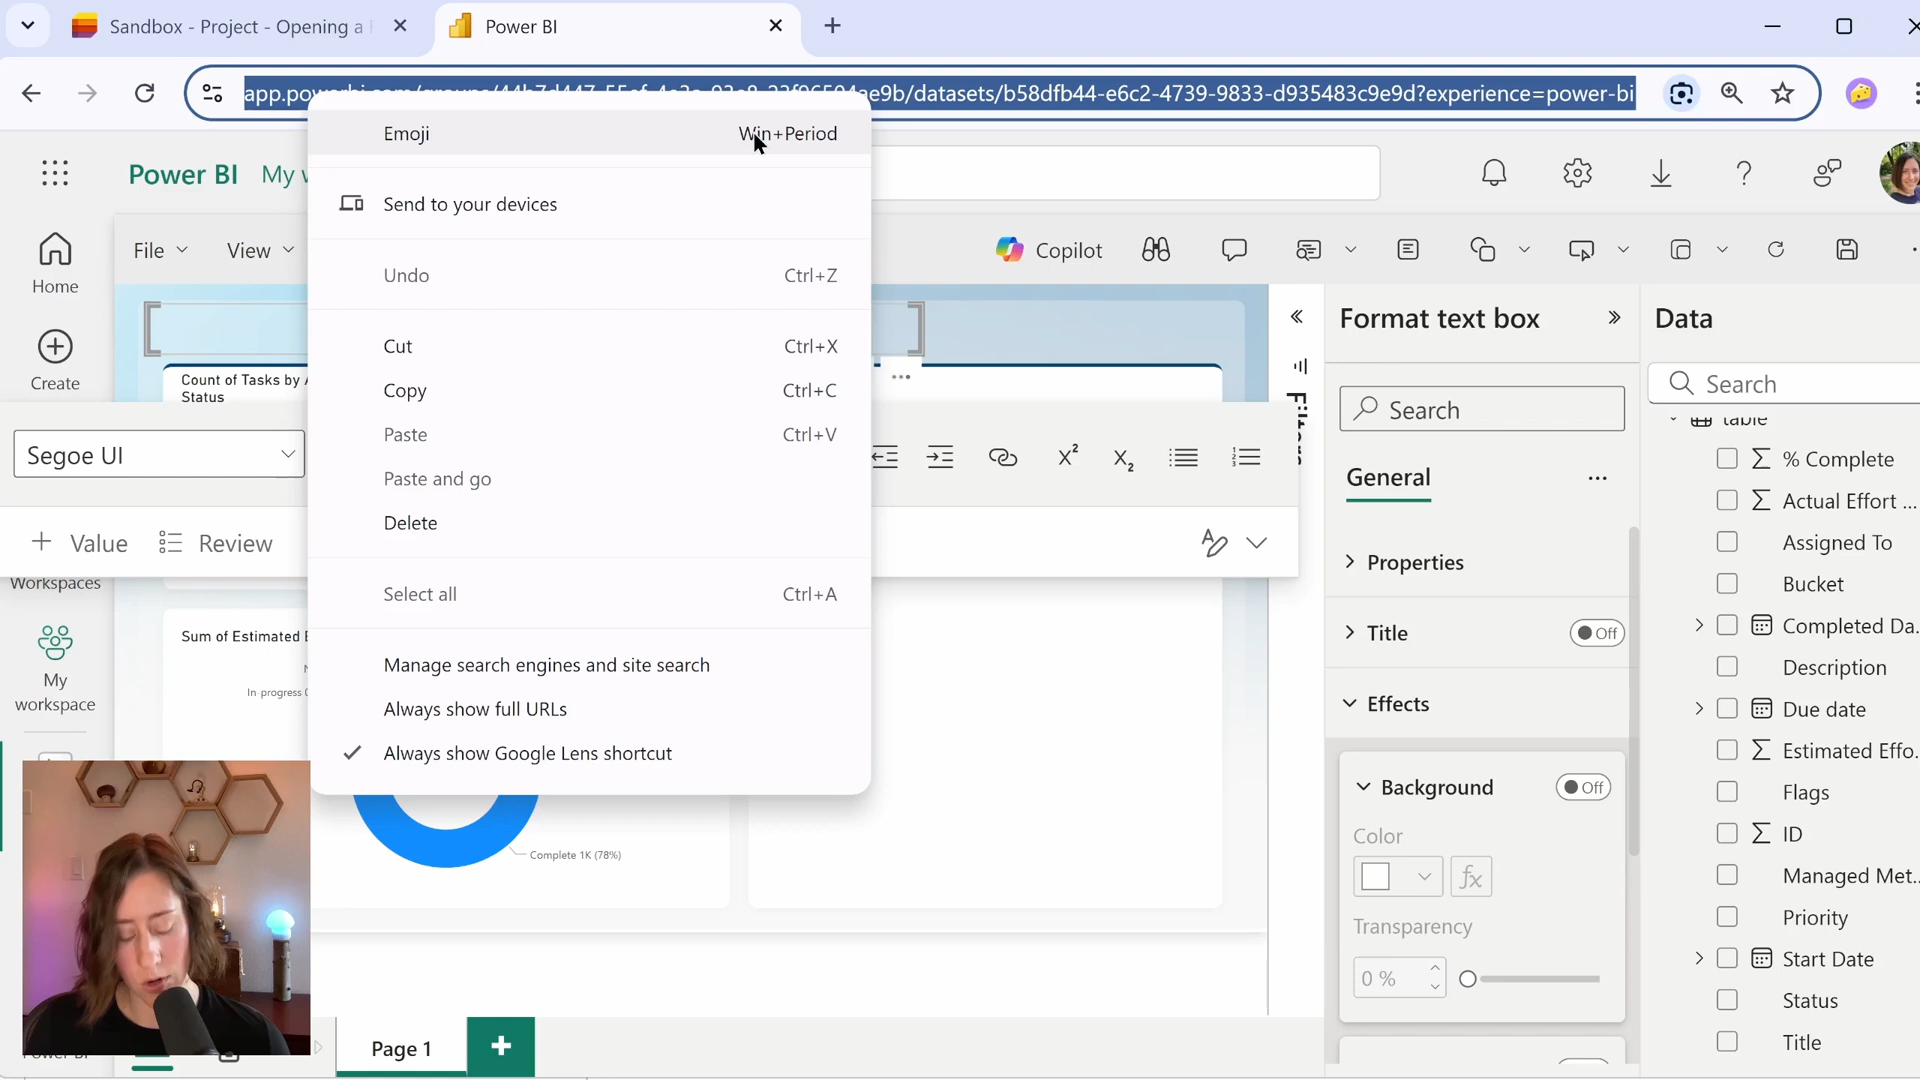 Sandbox - Project - Opening a
Power BI
ae9b/datasets/b58dfb44-e6c2-4739-9833-d935483c9e9d?experience=power-bi
Emoji Win+Period
Power BI My
Send to your devices
File View
Copilot
Undo Ctrl+Z
Home
Format text box
Data
Cut Ctrl+X
Create
Count of Tasks by
Status
Search
Search
Copy Ctrl+C
table
Paste Ctrl+V
Segoe UI
Filters
% Complete
General
Paste and go
Actual Effort ...
Delete
Value Review
Assigned To
Properties
Workspaces
Bucket
Select all Ctrl+A
Sum of Estimated
Title Off
Completed Da...
Manage search engines and site search
Description
My
workspace
In-progress
Always show full URLs
Effects
Due date
Always show Google Lens shortcut
Estimated Effo...
Background Off
Flags
Color
fx
ID
Complete 1K (78%)
Managed Met...
Transparency
Priority
0 %
Start Date
Status
Page 1
Title